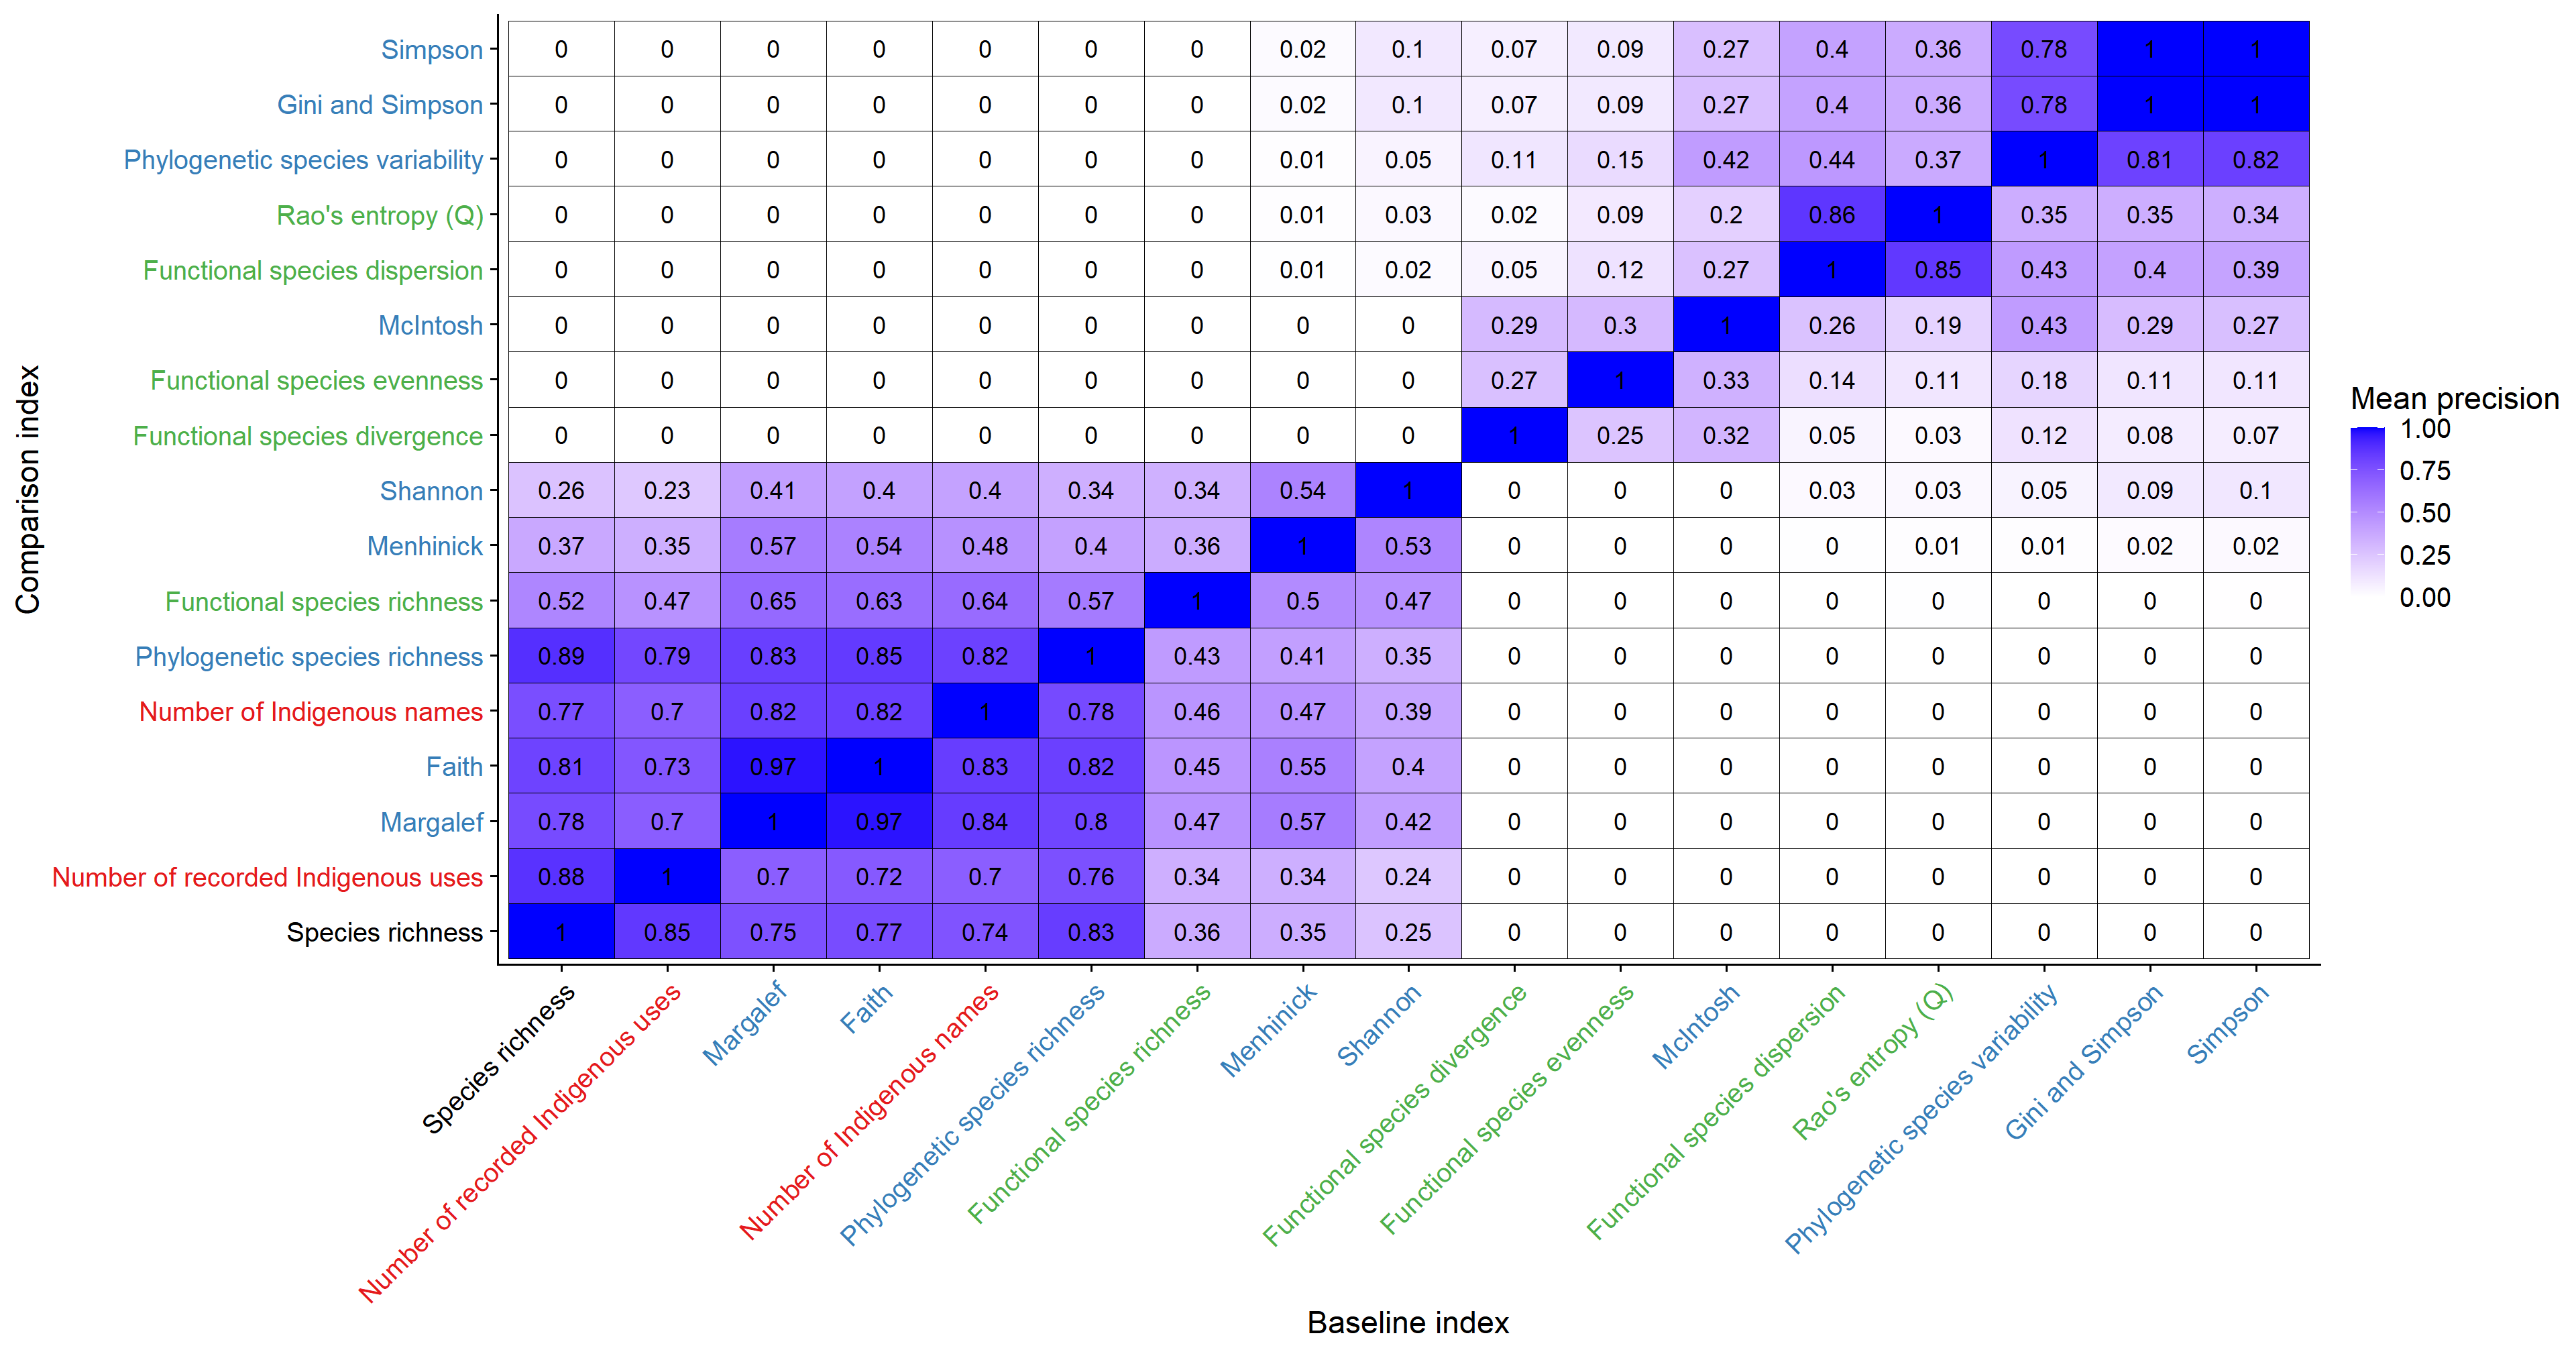 Simpson 0 0 0 0 0 0 0 0.02 0.1 0.07 0.09 0.27 0.4 0.36 0.78 1 1
Gini and Simpson 0 0 0 0 0 0 0 0.02 0.1 0.07 0.09 0.27 0.4 0.36 0.78 1 1
Phylogenetic species variability 0 0 0 0 0 0 0 0.01 0.05 0.11 0.15 0.42 0.44 0.37 1 0.81 0.82
Rao's entropy (Q) 0 0 0 0 0 0 0 0.01 0.03 0.02 0.09 0.2 0.86 1 0.35 0.35 0.34
Functional species dispersion 0 0 0 0 0 0 0 0.01 0.02 0.05 0.12 0.27 1 0.85 0.43 0.4 0.39
McIntosh 0 0 0 0 0 0 0 0 0 0.29 0.3 1 0.26 0.19 0.43 0.29 0.27
Functional species evenness 0 0 0 0 0 0 0 0 0 0.27 1 0.33 0.14 0.11 0.18 0.11 0.11
Functional species divergence 0 0 0 0 0 0 0 0 0 1 0.25 0.32 0.05 0.03 0.12 0.08 0.07
Shannon 0.26 0.23 0.41 0.4 0.4 0.34 0.34 0.54 1 0 0 0 0.03 0.03 0.05 0.09 0.1
Menhinick 0.37 0.35 0.57 0.54 0.48 0.4 0.36 1 0.53 0 0 0 0 0.01 0.01 0.02 0.02
Functional species richness 0.52 0.47 0.65 0.63 0.64 0.57 1 0.5 0.47 0 0 0 0 0 0 0 0
Phylogenetic species richness 0.89 0.79 0.83 0.85 0.82 1 0.43 0.41 0.35 0 0 0 0 0 0 0 0
Number of Indigenous names 0.77 0.7 0.82 0.82 1 0.78 0.46 0.47 0.39 0 0 0 0 0 0 0 0
Faith 0.81 0.73 0.97 1 0.83 0.82 0.45 0.55 0.4 0 0 0 0 0 0 0 0
Margalef 0.78 0.7 1 0.97 0.84 0.8 0.47 0.57 0.42 0 0 0 0 0 0 0 0
Number of recorded Indigenous uses 0.88 1 0.7 0.72 0.7 0.76 0.34 0.34 0.24 0 0 0 0 0 0 0 0
Species richness 1 0.85 0.75 0.77 0.74 0.83 0.36 0.35 0.25 0 0 0 0 0 0 0 0
Comparison index
Species richness
Number of recorded Indigenous uses
Margalef
Faith
Number of Indigenous names
Phylogenetic species richness
Functional species richness
Menhinick
Shannon
Functional species divergence
Functional species evenness
McIntosh
Functional species dispersion
Rao's entropy (Q)
Phylogenetic species variability
Gini and Simpson
Simpson
Baseline index
Mean precision
1.00
0.75
0.50
0.25
0.00